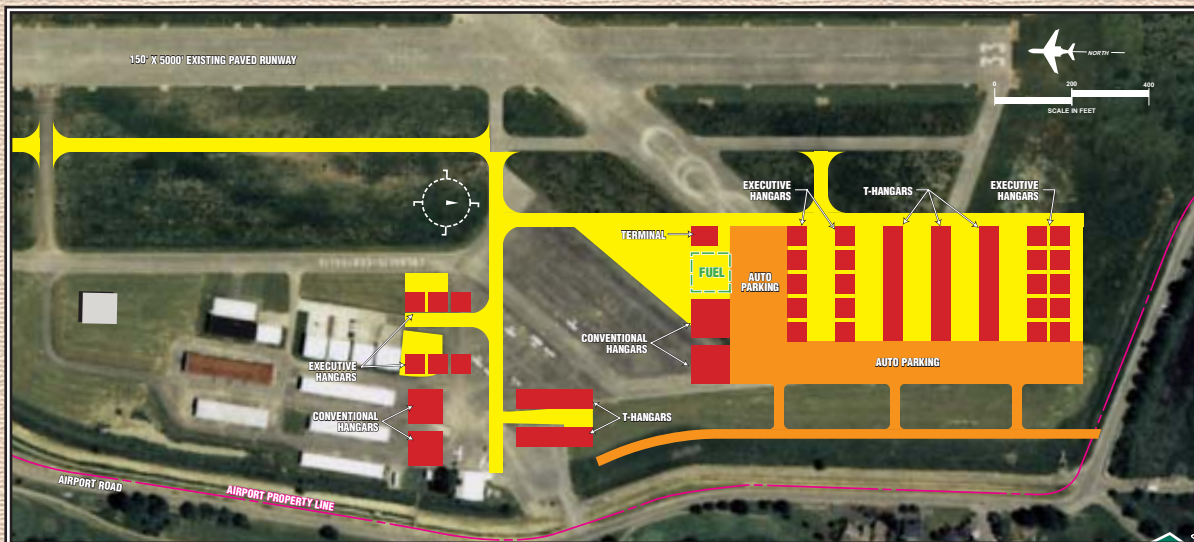 150' X 5000' EXISTING PAVED RUNWAY
NORTH
0
200
400
SCALE IN FEET
EXECUTIVE
HANGARS
T-HANGARS
EXECUTIVE
HANGARS
TERMINAL
FUEL
AUTO
PARKING
CONVENTIONAL
HANGARS
AUTO PARKING
EXECUTIVE
HANGARS
CONVENTIONAL
HANGARS
T-HANGARS
AIRPORT ROAD
AIRPORT PROPERTY LINE